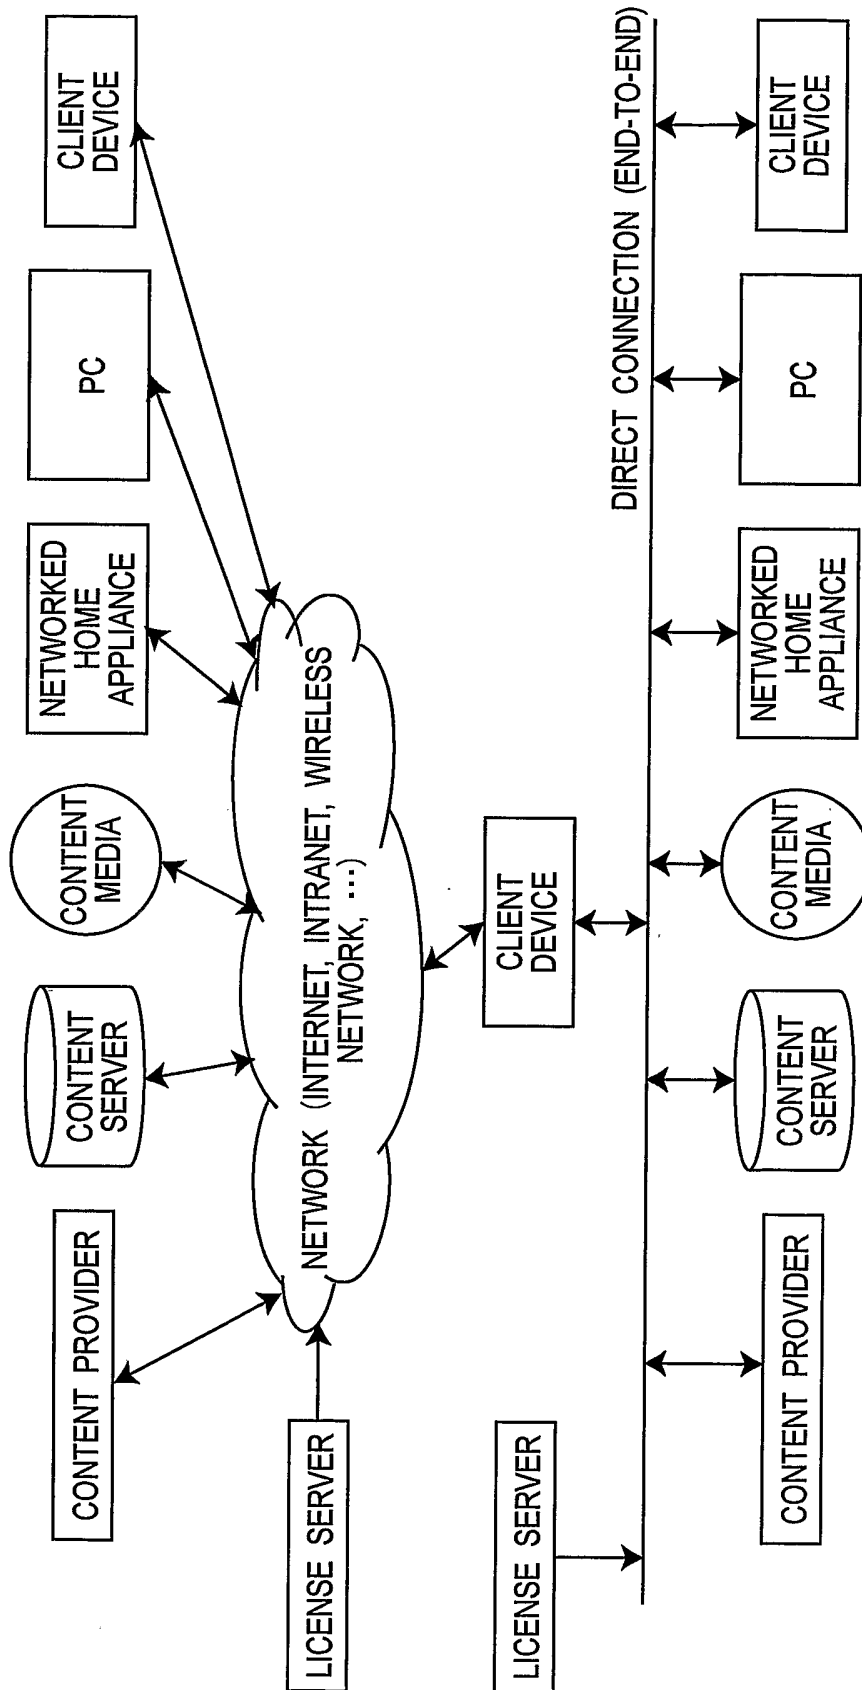 CONTENT PROVIDER
CONTENT
SERVER
CONTENT
MEDIA
NETWORKED
HOME
APPLIANCE
PC
CLIENT
DEVICE
LICENSE SERVER
NETWORK (INTERNET, INTRANET, WIRELESS
NETWORK, ...)
CLIENT
DEVICE
LICENSE SERVER
DIRECT CONNECTION (END-TO-END)
CONTENT PROVIDER
CONTENT
SERVER
CONTENT
MEDIA
NETWORKED
HOME
APPLIANCE
PC
CLIENT
DEVICE